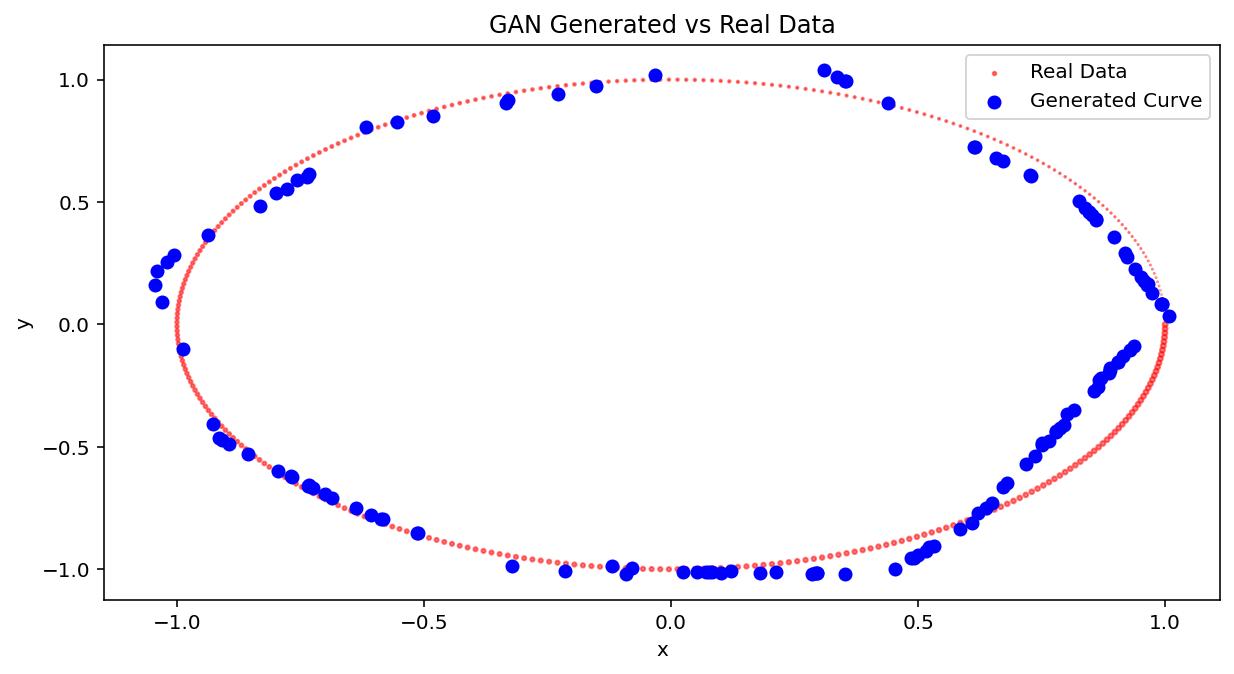 GAN Generated vs Real Data
Real Data
Generated Curve
1.0
0.5
0.0
−0.5
−1.0
y
−1.0 −0.5 0.0 0.5 1.0
x